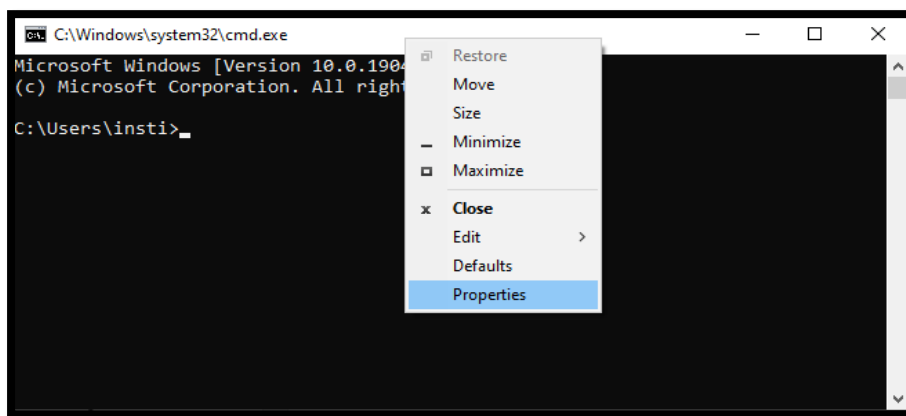 C:\Windows\system32\cmd.exe
Microsoft Windows [Version 10.0.1904
(c) Microsoft Corporation. All righ
C:\Users\insti>
Restore
Move
Size
Minimize
Maximize
Close
Edit
Defaults
Properties